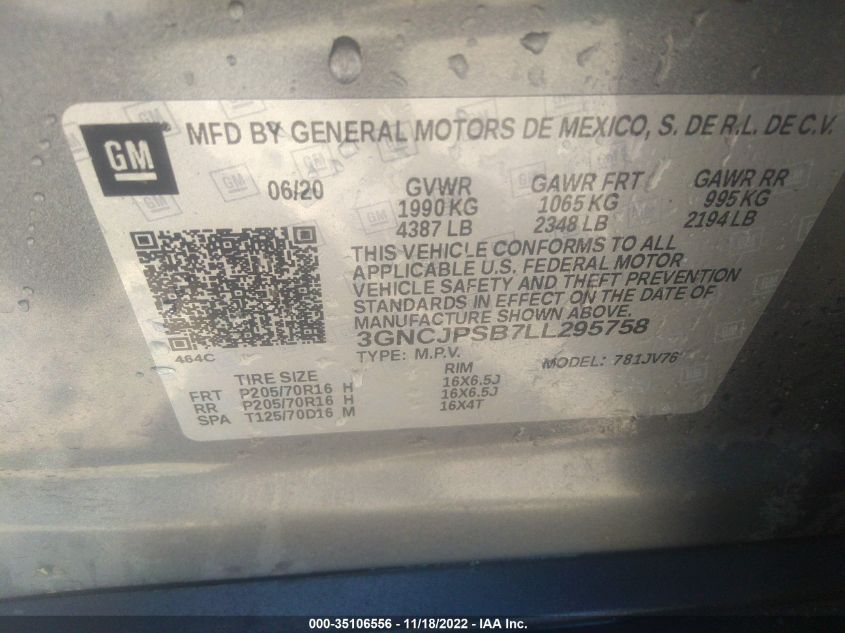 GM
MFD BY GENERAL MOTORS DE MEXICO, S. DE R.L. DE C.V.
06/20 GVWR GAWR FRT GAWR RR
1990 KG 1065 KG 995 KG
4387 LB 2348 LB 2194 LB
THIS VEHICLE CONFORMS TO ALL
APPLICABLE U.S. FEDERAL MOTOR
VEHICLE SAFETY AND THEFT PREVENTION
STANDARDS IN EFFECT ON THE DATE OF
MANUFACTURE SHOWN ABOVE.
3GNCJPSB7LL295758
464C
TYPE: M.P.V. MODEL: 781JV76
TIRE SIZE RIM
FRT P205/70R16 H 16X6.5J
RR P205/70R16 H 16X6.5J
SPA T125/70D16 M 16X4T
000-35106556 — 11/18/2022 — IAA Inc.